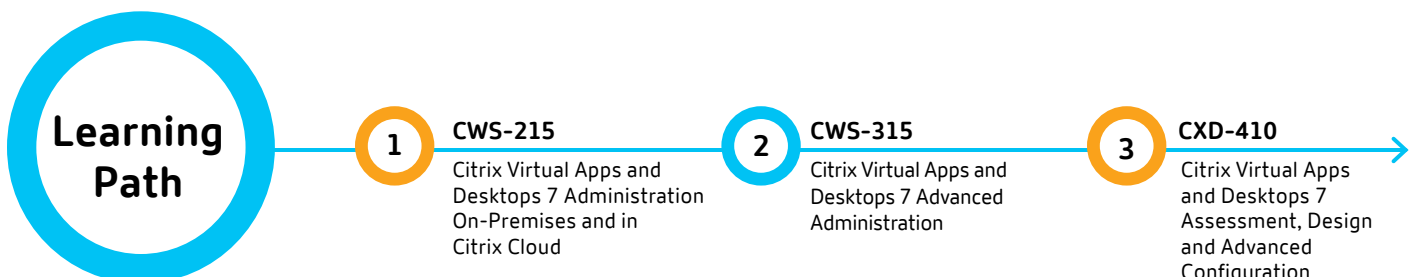 Learning
Path
1
CWS-215
Citrix Virtual Apps and
Desktops 7 Administration
On-Premises and in
Citrix Cloud
2
CWS-315
Citrix Virtual Apps and
Desktops 7 Advanced
Administration
3
CXD-410
Citrix Virtual Apps
and Desktops 7
Assessment, Design
and Advanced
Configuration